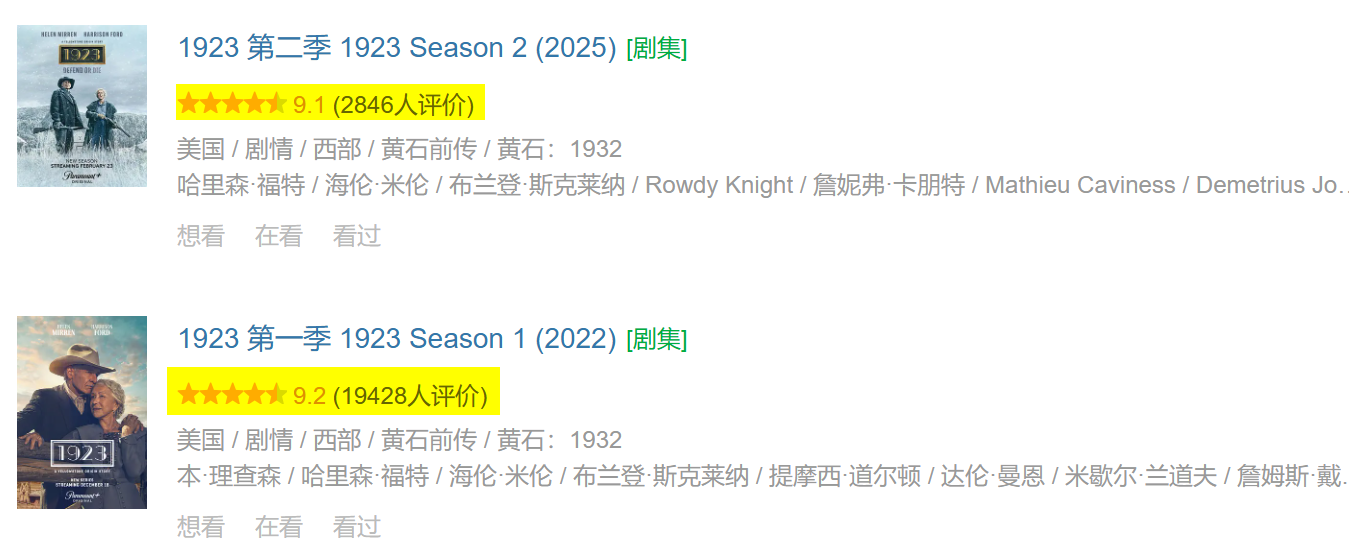 HELEN MIRREN HARRISON FORD
1923
DEFEND OR DIE
NEW SEASON
STREAMING FEBRUARY 23
Paramount+
1923 第二季 1923 Season 2 (2025) [剧集]
9.1 (2846人评价)
美国 / 剧情 / 西部 / 黄石前传 / 黄石：1932
哈里森·福特 / 海伦·米伦 / 布兰登·斯克莱纳 / Rowdy Knight / 詹妮弗·卡朋特 / Mathieu Caviness / Demetrius Jo…
想看 在看 看过
1923
NEW SERIES
STREAMING DECEMBER 18
Paramount+
1923 第一季 1923 Season 1 (2022) [剧集]
9.2 (19428人评价)
美国 / 剧情 / 西部 / 黄石前传 / 黄石：1932
本·理查森 / 哈里森·福特 / 海伦·米伦 / 布兰登·斯克莱纳 / 提摩西·道尔顿 / 达伦·曼恩 / 米歇尔·兰道夫 / 詹姆斯·戴…
想看 在看 看过